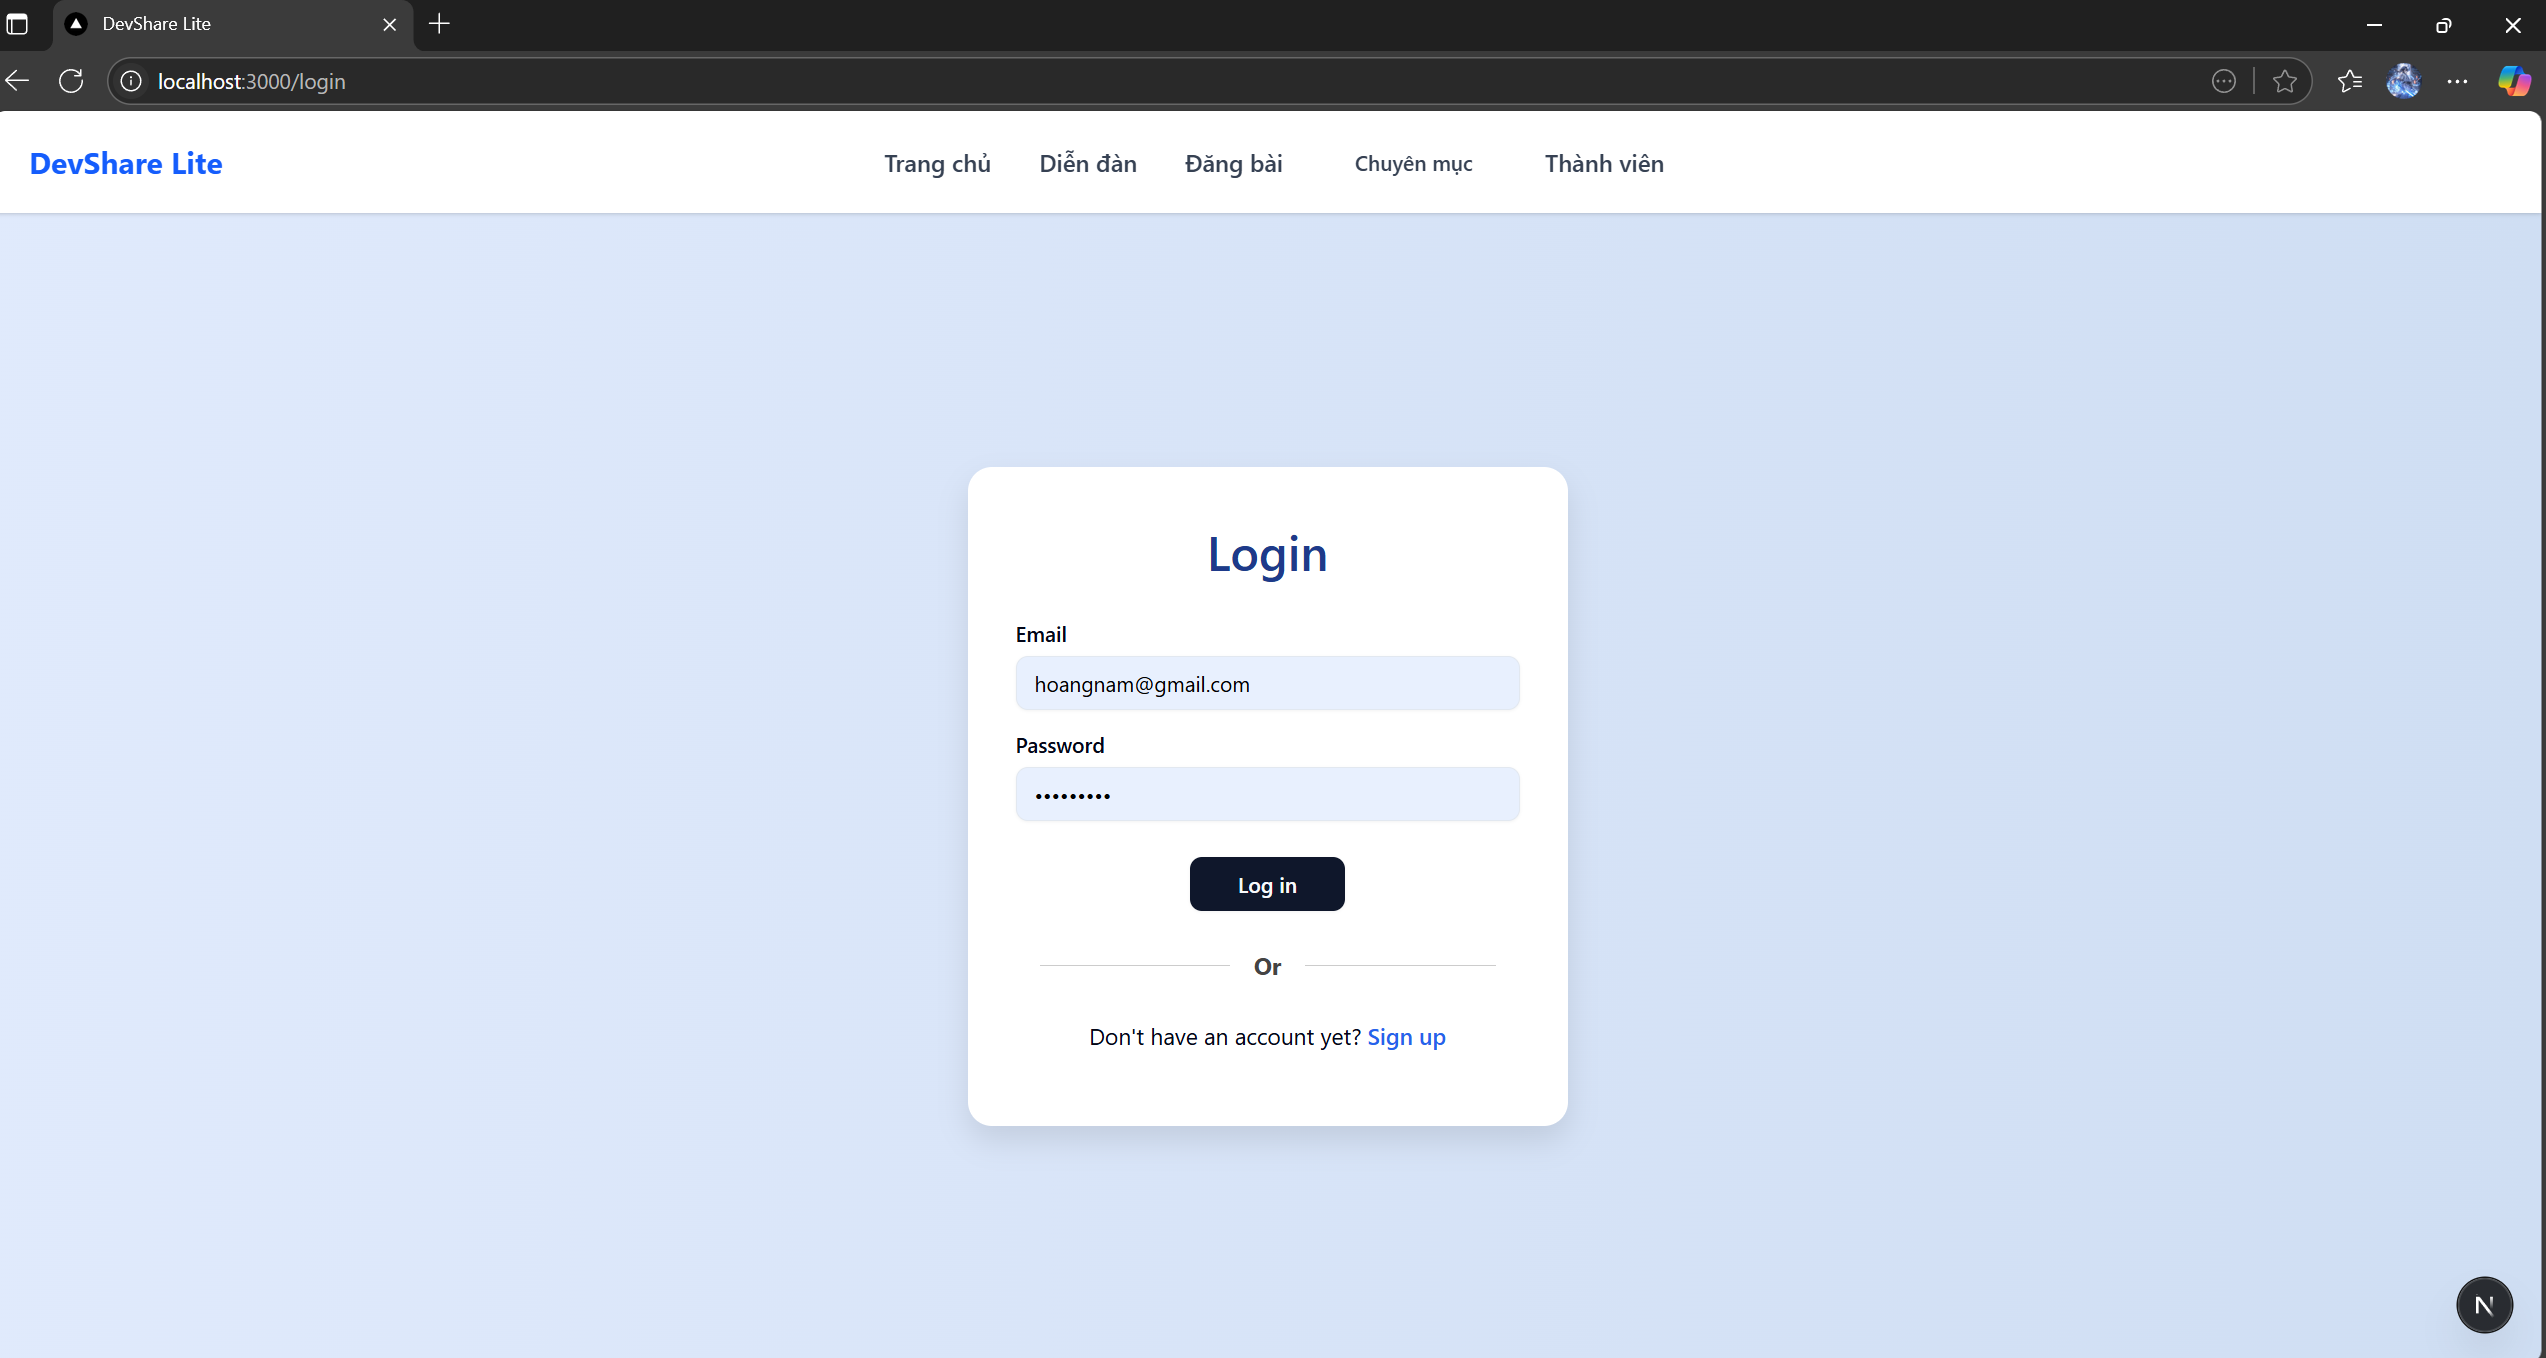 DevShare Lite
localhost:3000/login
DevShare Lite
Trang chủ Diễn đàn Đăng bài Chuyên mục Thành viên
Login
Email
hoangnam@gmail.com
Password
•••••••••
Log in
Or
Don't have an account yet? Sign up
N